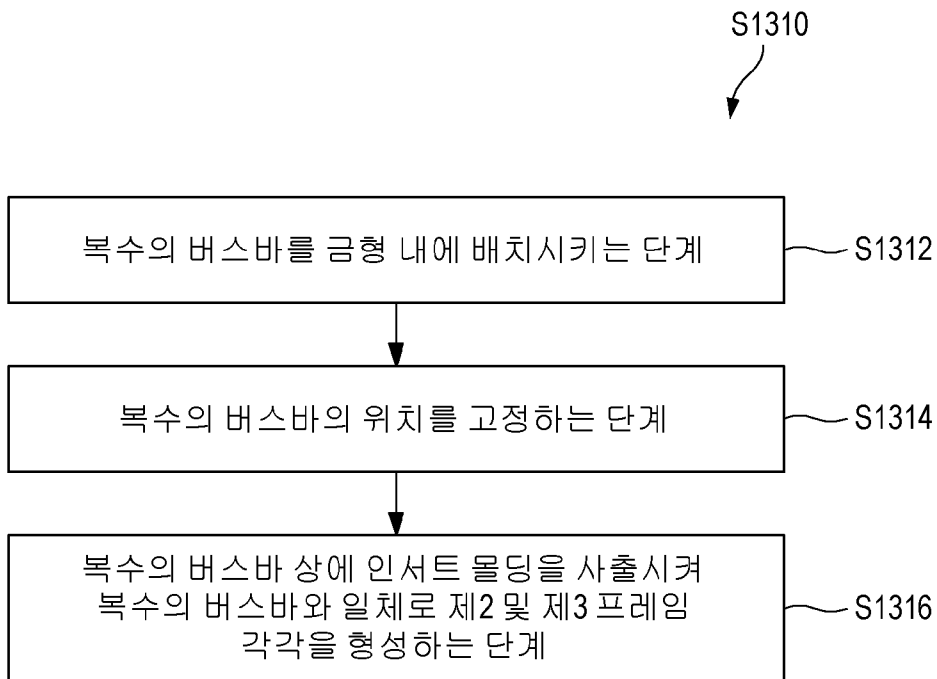 S1310
복수의 버스바를 금형 내에 배치시키는 단계
S1312
복수의 버스바의 위치를 고정하는 단계
S1314
복수의 버스바 상에 인서트 몰딩을 사출시켜
복수의 버스바와 일체로 제2 및 제3 프레임
각각을 형성하는 단계
S1316